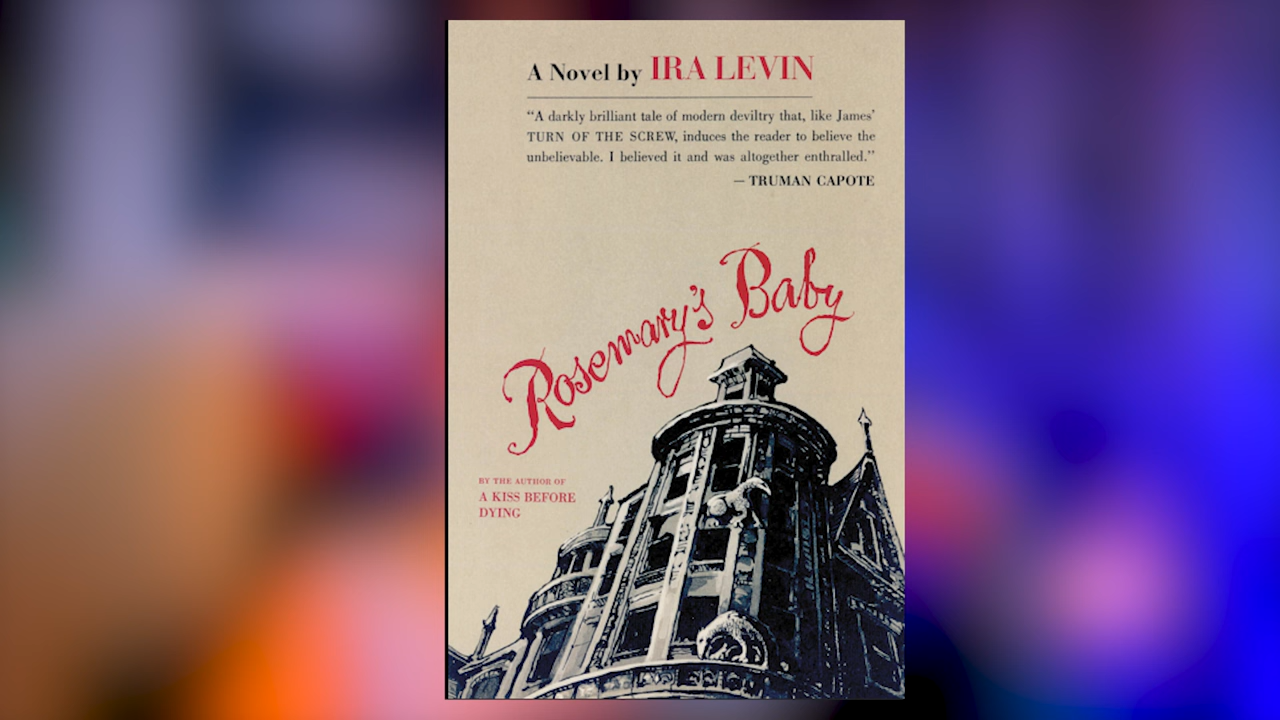 A Novel by IRA LEVIN
“A darkly brilliant tale of modern deviltry that, like James’
TURN OF THE SCREW, induces the reader to believe the
unbelievable. I believed it and was altogether enthralled.”
— TRUMAN CAPOTE
Rosemary's Baby
BY THE AUTHOR OF
A KISS BEFORE
DYING